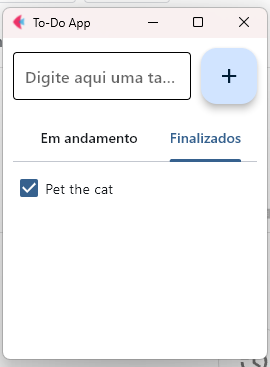 To-Do App
Digite aqui uma ta...
+
Em andamento Finalizados
Pet the cat